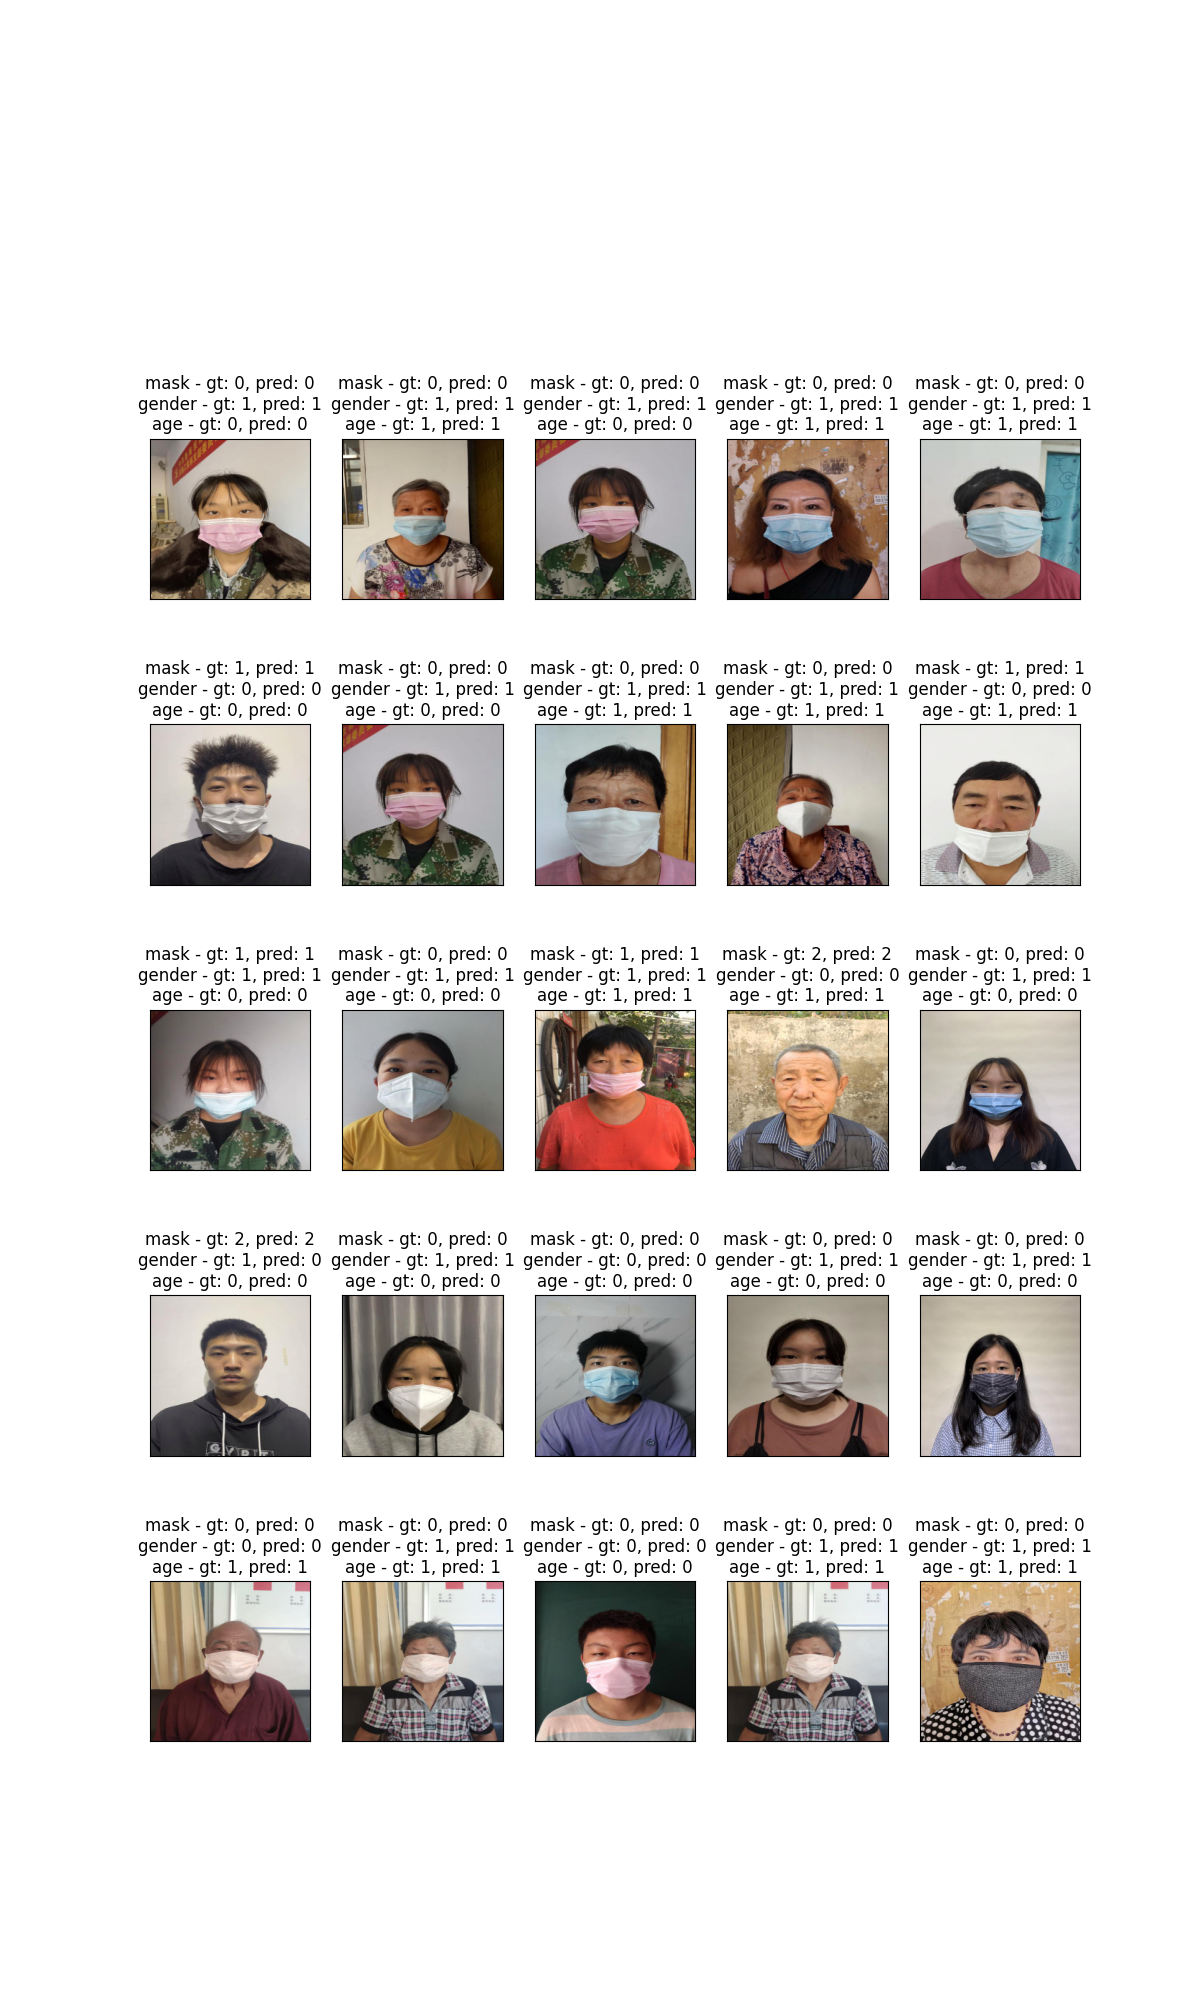 mask - gt: 0, pred: 0
gender - gt: 1, pred: 1
age - gt: 0, pred: 0
mask - gt: 0, pred: 0
gender - gt: 1, pred: 1
age - gt: 1, pred: 1
mask - gt: 0, pred: 0
gender - gt: 1, pred: 1
age - gt: 0, pred: 0
mask - gt: 0, pred: 0
gender - gt: 1, pred: 1
age - gt: 1, pred: 1
mask - gt: 0, pred: 0
gender - gt: 1, pred: 1
age - gt: 1, pred: 1
mask - gt: 1, pred: 1
gender - gt: 0, pred: 0
age - gt: 0, pred: 0
mask - gt: 0, pred: 0
gender - gt: 1, pred: 1
age - gt: 0, pred: 0
mask - gt: 0, pred: 0
gender - gt: 1, pred: 1
age - gt: 1, pred: 1
mask - gt: 0, pred: 0
gender - gt: 1, pred: 1
age - gt: 1, pred: 1
mask - gt: 1, pred: 1
gender - gt: 0, pred: 0
age - gt: 1, pred: 1
mask - gt: 1, pred: 1
gender - gt: 1, pred: 1
age - gt: 0, pred: 0
mask - gt: 0, pred: 0
gender - gt: 1, pred: 1
age - gt: 0, pred: 0
mask - gt: 1, pred: 1
gender - gt: 1, pred: 1
age - gt: 1, pred: 1
mask - gt: 2, pred: 2
gender - gt: 0, pred: 0
age - gt: 1, pred: 1
mask - gt: 0, pred: 0
gender - gt: 1, pred: 1
age - gt: 0, pred: 0
mask - gt: 2, pred: 2
gender - gt: 1, pred: 0
age - gt: 0, pred: 0
mask - gt: 0, pred: 0
gender - gt: 1, pred: 1
age - gt: 0, pred: 0
mask - gt: 0, pred: 0
gender - gt: 0, pred: 0
age - gt: 0, pred: 0
mask - gt: 0, pred: 0
gender - gt: 1, pred: 1
age - gt: 0, pred: 0
mask - gt: 0, pred: 0
gender - gt: 1, pred: 1
age - gt: 0, pred: 0
mask - gt: 0, pred: 0
gender - gt: 0, pred: 0
age - gt: 1, pred: 1
mask - gt: 0, pred: 0
gender - gt: 1, pred: 1
age - gt: 1, pred: 1
mask - gt: 0, pred: 0
gender - gt: 0, pred: 0
age - gt: 0, pred: 0
mask - gt: 0, pred: 0
gender - gt: 1, pred: 1
age - gt: 1, pred: 1
mask - gt: 0, pred: 0
gender - gt: 1, pred: 1
age - gt: 1, pred: 1